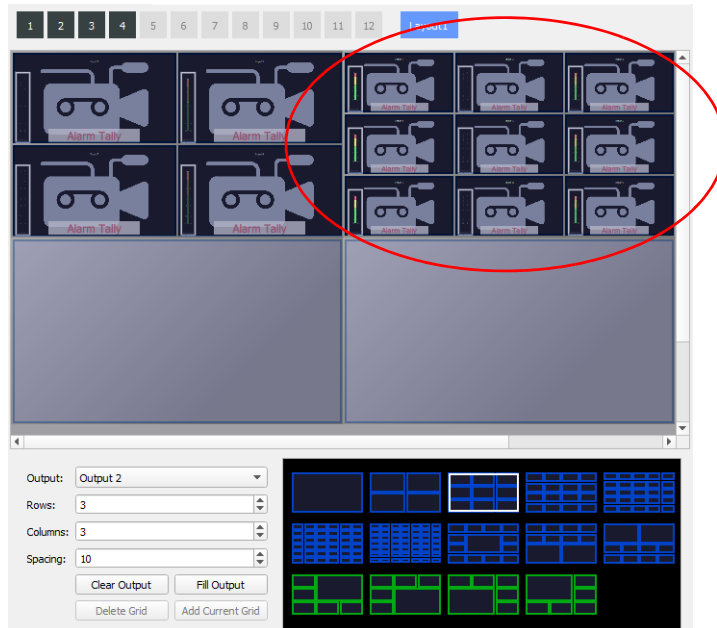 1 2 3 4 5 6 7 8 9 10 11 12 Layout1
Alarm Tally Alarm Tally
Alarm Tally Alarm Tally Alarm Tally
Alarm Tally Alarm Tally Alarm Tally
Alarm Tally Alarm Tally
Alarm Tally Alarm Tally Alarm Tally
Output: Output 2
Rows: 3
Columns: 3
Spacing: 10
Clear Output Fill Output
Delete Grid Add Current Grid